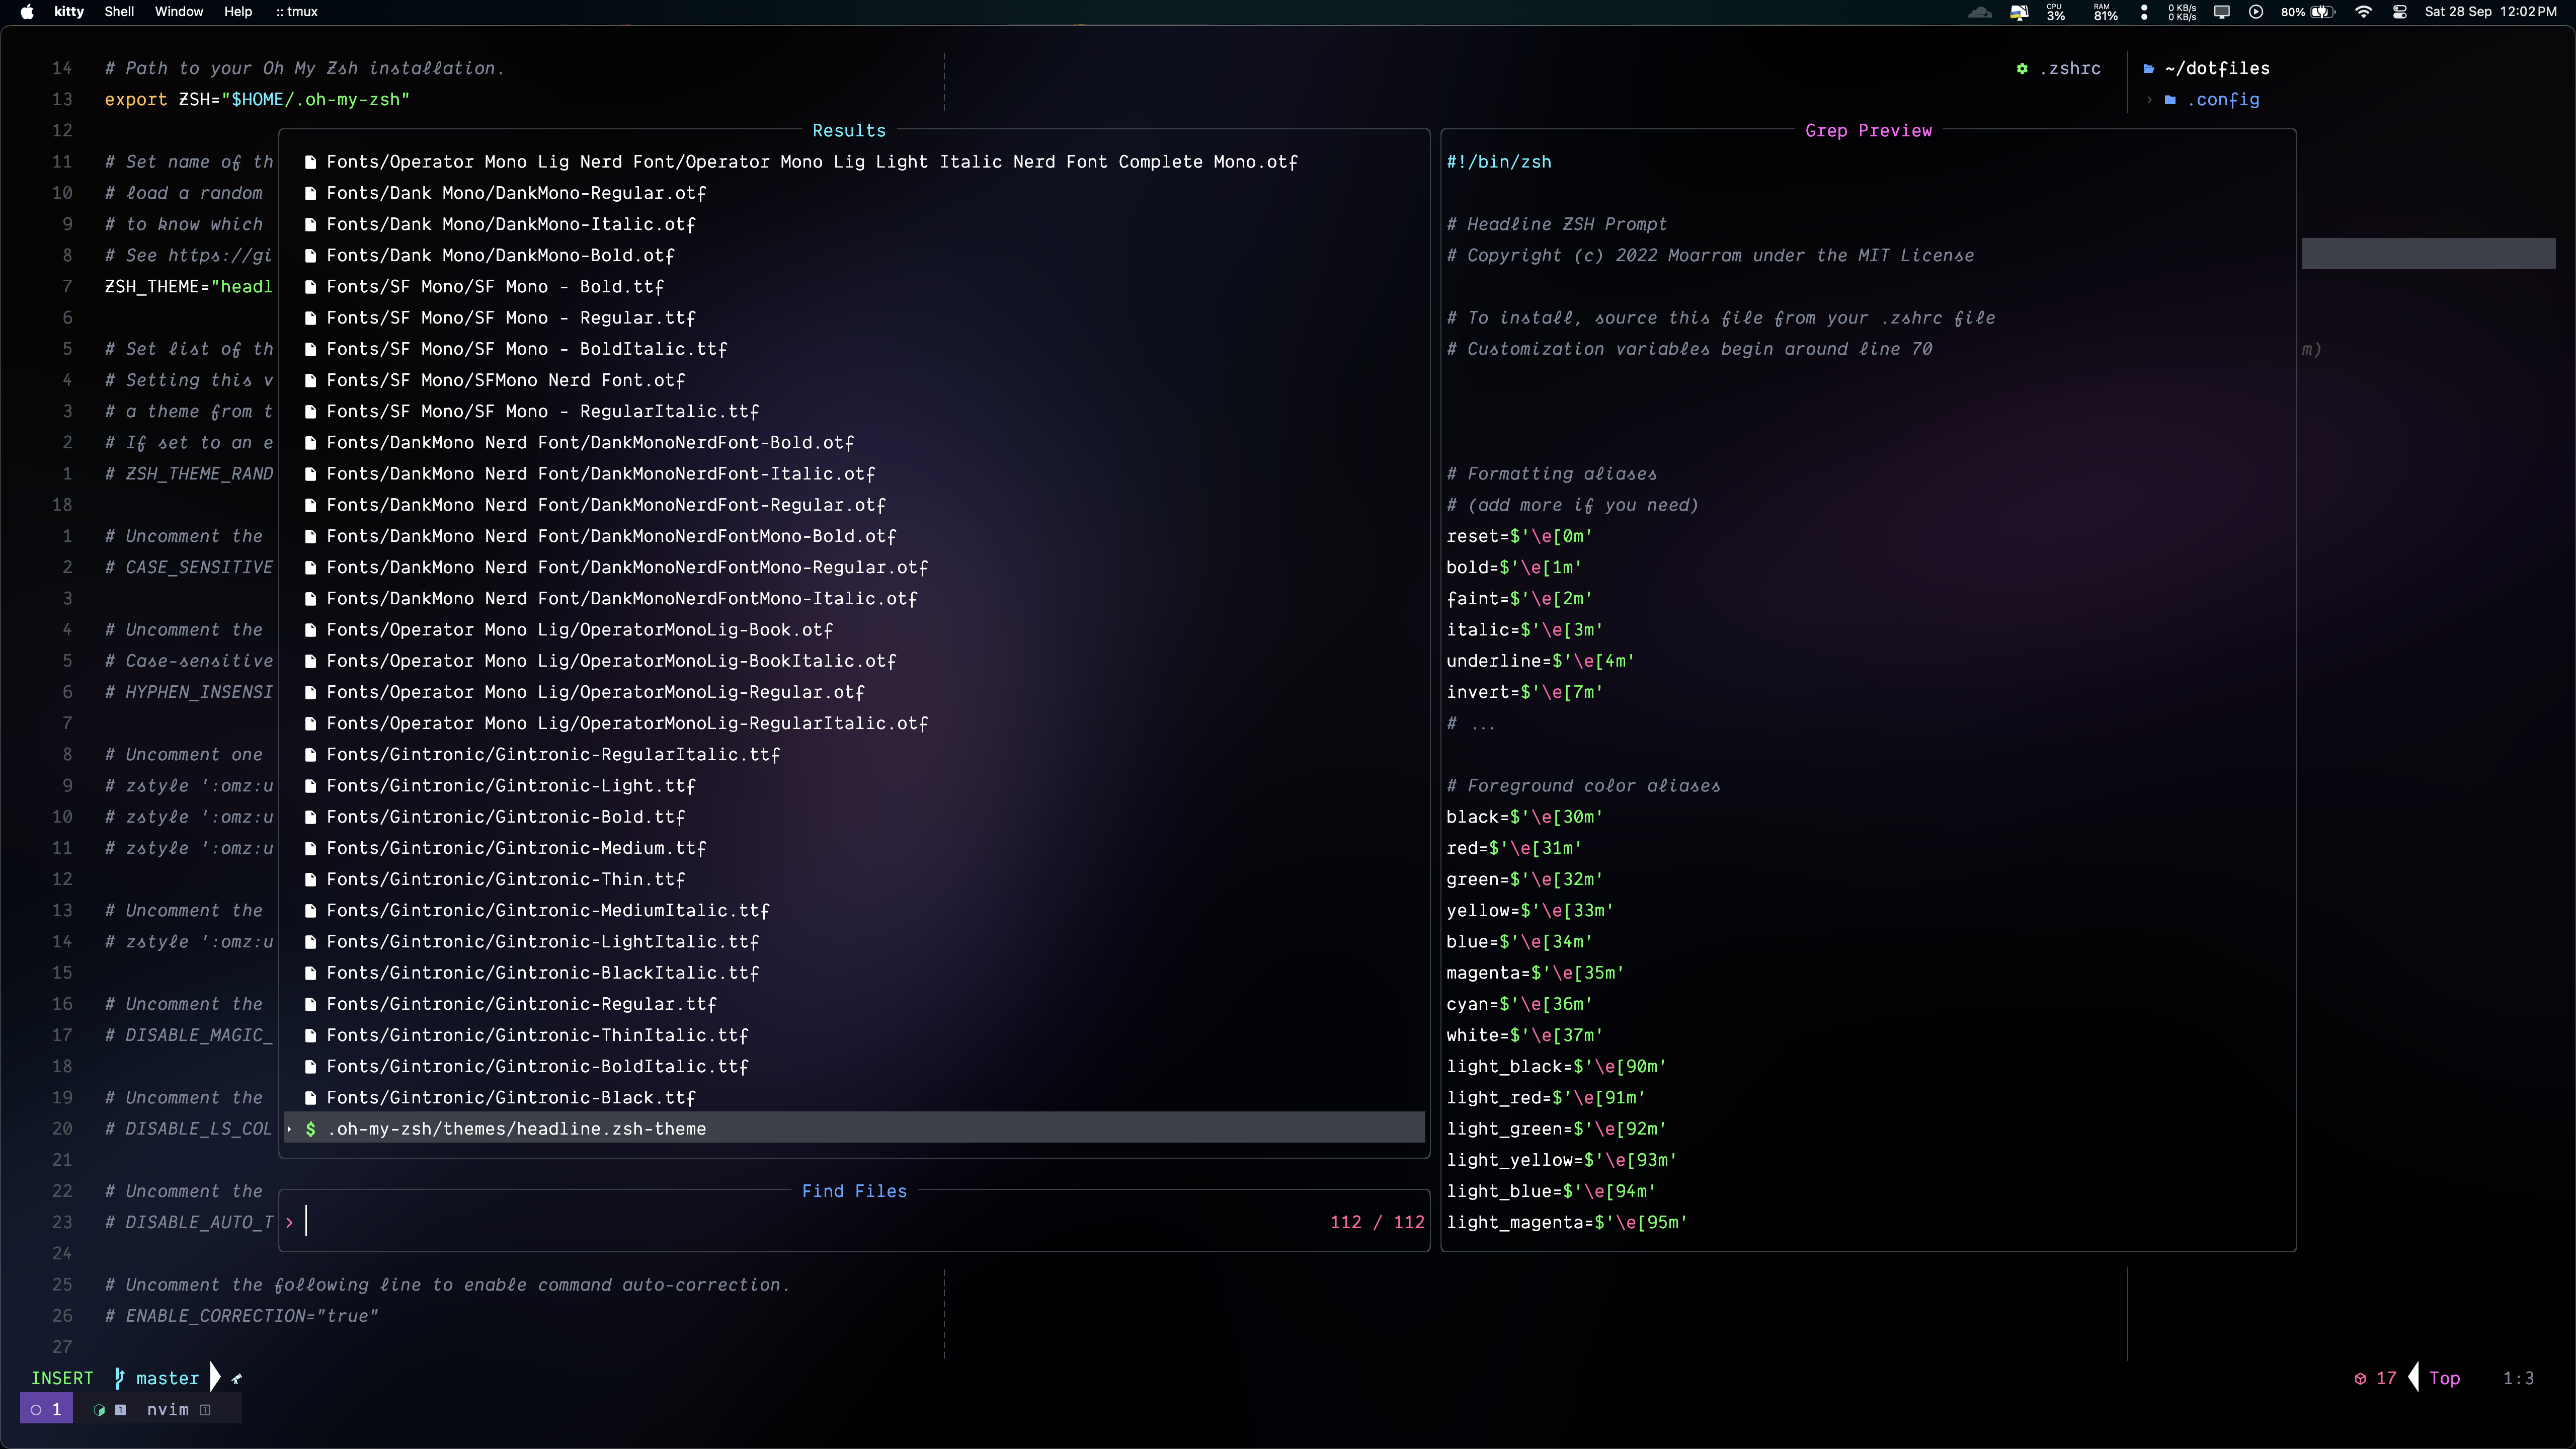 kitty Shell Window Help :: tmux
CPU 3% RAM 81% 0 KB/s 0 KB/s 80% Sat 28 Sep 12:02 PM
14 # Path to your Oh My Zsh installation.
13 export ZSH="$HOME/.oh-my-zsh"
12
11 # Set name of th
10 # load a random
9 # to know which
8 # See https://gi
7 ZSH_THEME="headl
6
5 # Set list of th
4 # Setting this v
3 # a theme from t
2 # If set to an e
1 # ZSH_THEME_RAND
18
1 # Uncomment the
2 # CASE_SENSITIVE
3
4 # Uncomment the
5 # Case-sensitive
6 # HYPHEN_INSENSI
7
8 # Uncomment one
9 # zstyle ':omz:u
10 # zstyle ':omz:u
11 # zstyle ':omz:u
12
13 # Uncomment the
14 # zstyle ':omz:u
15
16 # Uncomment the
17 # DISABLE_MAGIC_
18
19 # Uncomment the
20 # DISABLE_LS_COL
21
22 # Uncomment the
23 # DISABLE_AUTO_T
24
25 # Uncomment the following line to enable command auto-correction.
26 # ENABLE_CORRECTION="true"
27
Results
Fonts/Operator Mono Lig Nerd Font/Operator Mono Lig Light Italic Nerd Font Complete Mono.otf
Fonts/Dank Mono/DankMono-Regular.otf
Fonts/Dank Mono/DankMono-Italic.otf
Fonts/Dank Mono/DankMono-Bold.otf
Fonts/SF Mono/SF Mono - Bold.ttf
Fonts/SF Mono/SF Mono - Regular.ttf
Fonts/SF Mono/SF Mono - BoldItalic.ttf
Fonts/SF Mono/SFMono Nerd Font.otf
Fonts/SF Mono/SF Mono - RegularItalic.ttf
Fonts/DankMono Nerd Font/DankMonoNerdFont-Bold.otf
Fonts/DankMono Nerd Font/DankMonoNerdFont-Italic.otf
Fonts/DankMono Nerd Font/DankMonoNerdFont-Regular.otf
Fonts/DankMono Nerd Font/DankMonoNerdFontMono-Bold.otf
Fonts/DankMono Nerd Font/DankMonoNerdFontMono-Regular.otf
Fonts/DankMono Nerd Font/DankMonoNerdFontMono-Italic.otf
Fonts/Operator Mono Lig/OperatorMonoLig-Book.otf
Fonts/Operator Mono Lig/OperatorMonoLig-BookItalic.otf
Fonts/Operator Mono Lig/OperatorMonoLig-Regular.otf
Fonts/Operator Mono Lig/OperatorMonoLig-RegularItalic.otf
Fonts/Gintronic/Gintronic-RegularItalic.ttf
Fonts/Gintronic/Gintronic-Light.ttf
Fonts/Gintronic/Gintronic-Bold.ttf
Fonts/Gintronic/Gintronic-Medium.ttf
Fonts/Gintronic/Gintronic-Thin.ttf
Fonts/Gintronic/Gintronic-MediumItalic.ttf
Fonts/Gintronic/Gintronic-LightItalic.ttf
Fonts/Gintronic/Gintronic-BlackItalic.ttf
Fonts/Gintronic/Gintronic-Regular.ttf
Fonts/Gintronic/Gintronic-ThinItalic.ttf
Fonts/Gintronic/Gintronic-BoldItalic.ttf
Fonts/Gintronic/Gintronic-Black.ttf
$ .oh-my-zsh/themes/headline.zsh-theme
Find Files
> 112 / 112
.zshrc
~/dotfiles
> .config
m)
Grep Preview
#!/bin/zsh
# Headline ZSH Prompt
# Copyright (c) 2022 Moarram under the MIT License
# To install, source this file from your .zshrc file
# Customization variables begin around line 70
# Formatting aliases
# (add more if you need)
reset=$'\e[0m'
bold=$'\e[1m'
faint=$'\e[2m'
italic=$'\e[3m'
underline=$'\e[4m'
invert=$'\e[7m'
# ...
# Foreground color aliases
black=$'\e[30m'
red=$'\e[31m'
green=$'\e[32m'
yellow=$'\e[33m'
blue=$'\e[34m'
magenta=$'\e[35m'
cyan=$'\e[36m'
white=$'\e[37m'
light_black=$'\e[90m'
light_red=$'\e[91m'
light_green=$'\e[92m'
light_yellow=$'\e[93m'
light_blue=$'\e[94m'
light_magenta=$'\e[95m'
INSERT master
17 Top 1:3
1 1 nvim 1